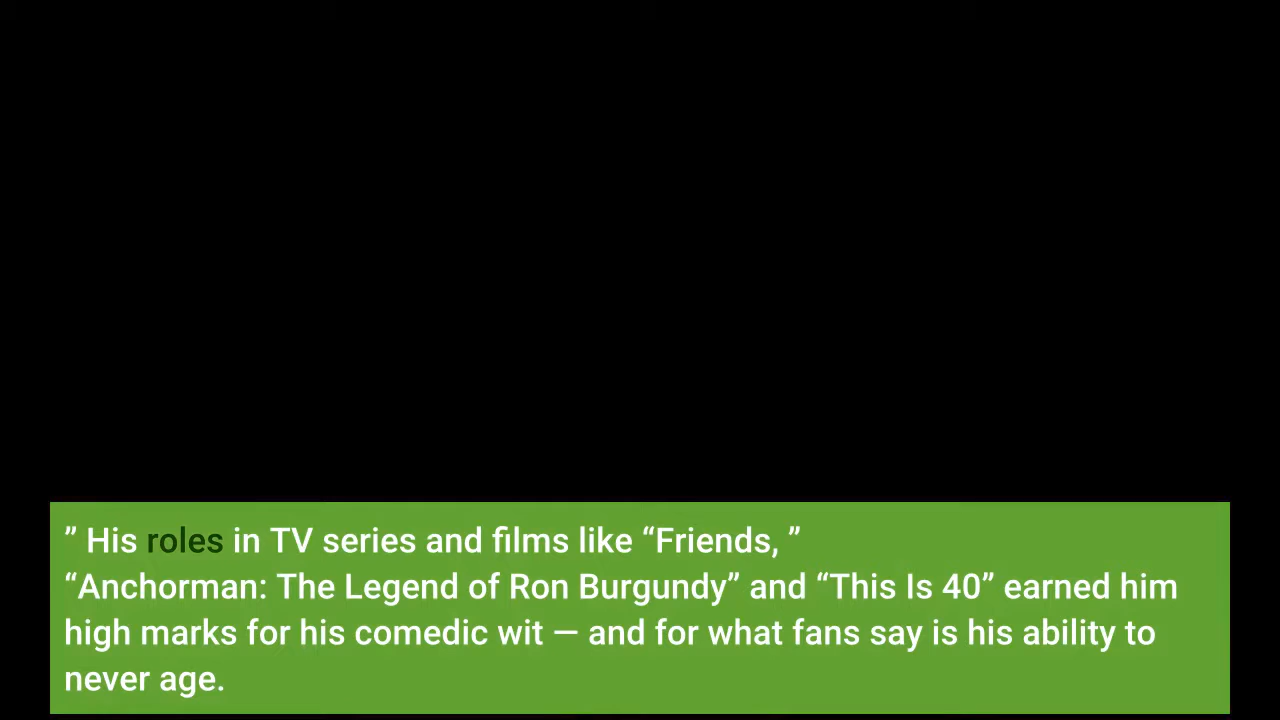 ” His roles in TV series and films like “Friends, ”
“Anchorman: The Legend of Ron Burgundy” and “This Is 40” earned him
high marks for his comedic wit — and for what fans say is his ability to
never age.